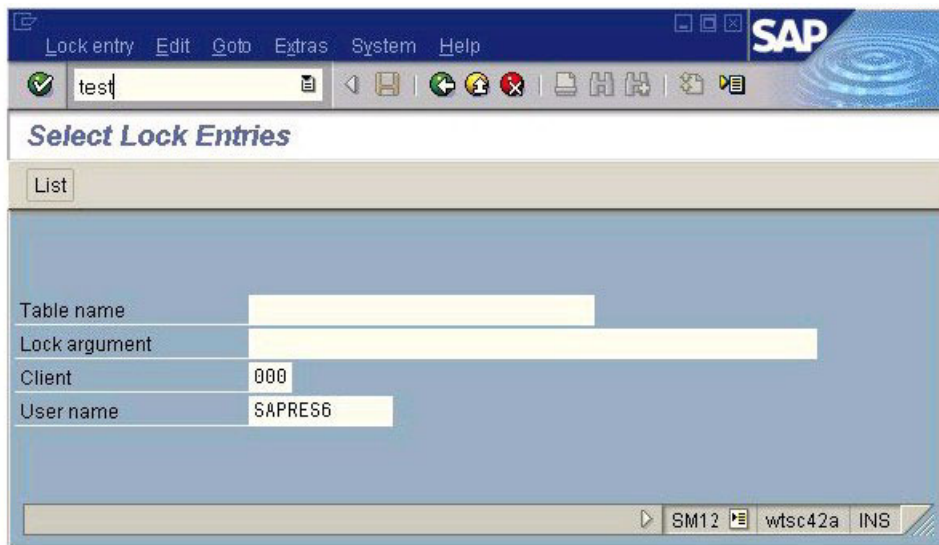 Lock entry Edit Goto Extras System Help
SAP
test
Select Lock Entries
List
Table name
Lock argument
Client 000
User name SAPRES6
SM12 wtsc42a INS